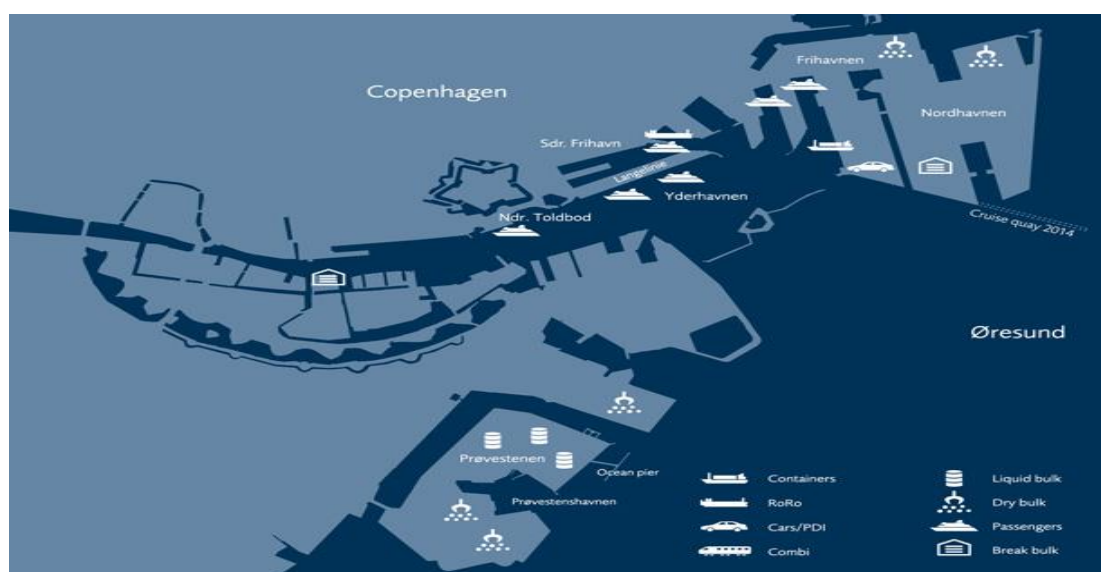 Copenhagen
Frihavnen
Nordhavnen
Sdr. Frihavn
Langelinie
Yderhavnen
Ndr. Toldbod
Cruise quay 2014
Øresund
Prøvestenen
Ocean pier
Prøvestenshavnen
Containers
RoRo
Cars/PDI
Combi
Liquid bulk
Dry bulk
Passengers
Break bulk